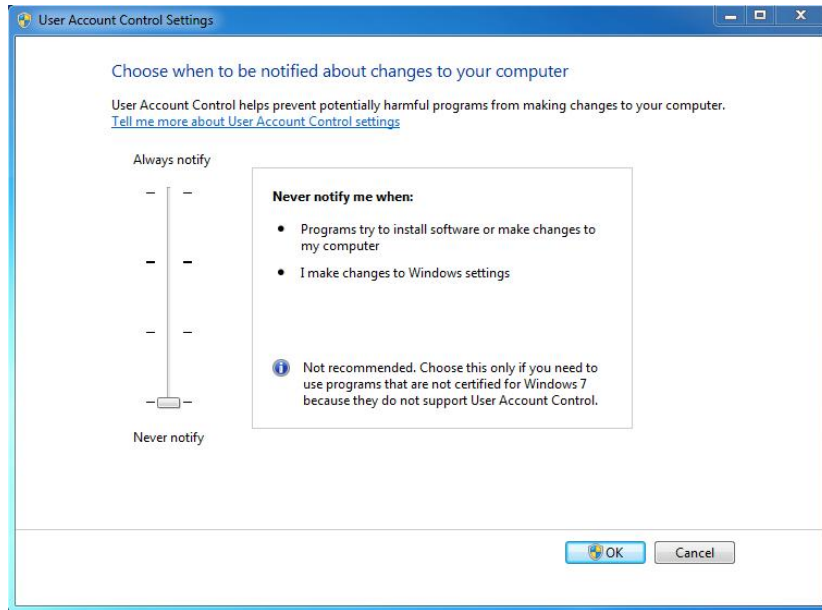 User Account Control Settings
Choose when to be notified about changes to your computer
User Account Control helps prevent potentially harmful programs from making changes to your computer.
Tell me more about User Account Control settings
Always notify
Never notify me when:
Programs try to install software or make changes to
my computer
I make changes to Windows settings
Not recommended. Choose this only if you need to
use programs that are not certified for Windows 7
because they do not support User Account Control.
Never notify
OK
Cancel